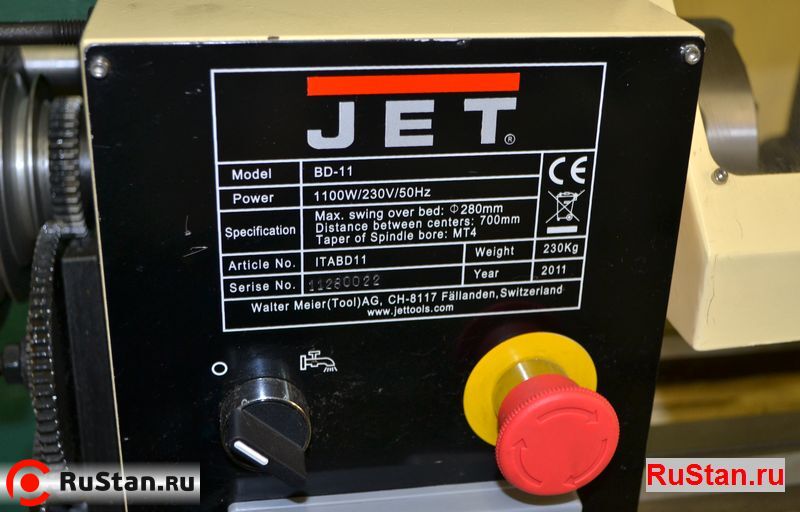 JET ®
Model BD-11
Power 1100W/230V/50Hz
Specification Max. swing over bed: Φ280mm
Distance between centers: 700mm
Taper of Spindle bore: MT4
Article No. ITABD11 Weight 230Kg
Serise No. 11280022 Year 2011
Walter Meier(Tool)AG, CH-8117 Fällanden,Switzerland
www.jettools.com
CE
RuStan.ru
RuStan.ru